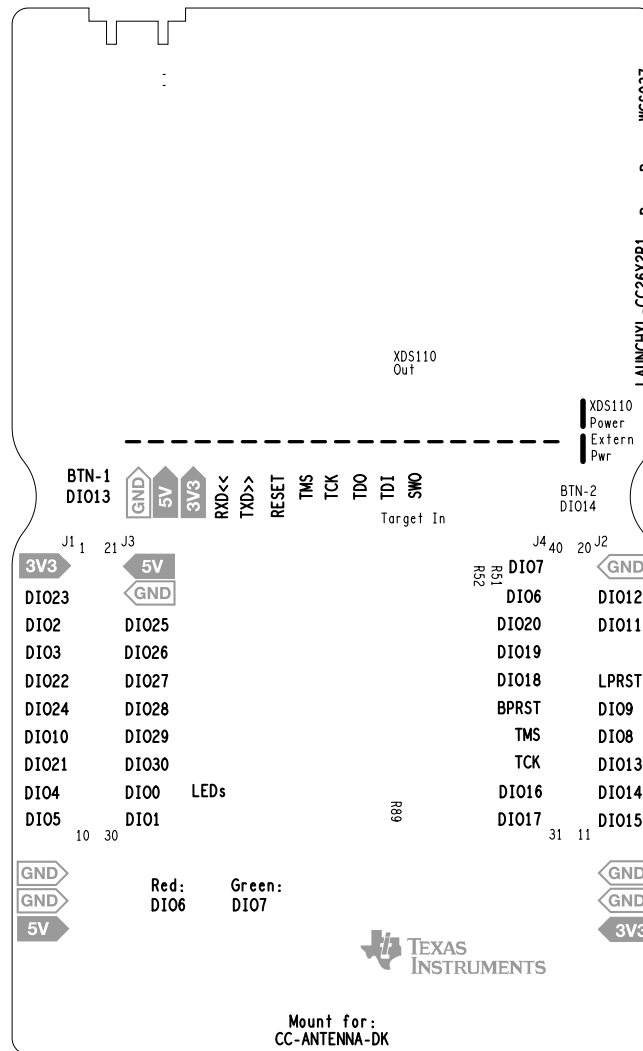 LAUNCHXL-CC26X2R1
XDS110
Out
XDS110
Power
Extern
Pwr
BTN-1
DIO13
GND
5V
3V3
RXD<<
TXD>>
RESET
TMS
TCK
TDO
TDI
SWO
Target In
BTN-2
DIO14
J1 1 21 J3
J4 40 20 J2
3V3 5V R52 R51 DIO7 GND
DIO23 GND DIO6 DIO12
DIO2 DIO25 DIO20 DIO11
DIO3 DIO26 DIO19
DIO22 DIO27 DIO18 LPRST
DIO24 DIO28 BPRST DIO9
DIO10 DIO29 TMS DIO8
DIO21 DIO30 TCK DIO13
DIO4 DIO0 LEDs DIO16 DIO14
DIO5 DIO1 R89 DIO17 DIO15
10 30 31 11
GND GND
GND GND
5V 3V3
Red: Green:
DIO6 DIO7
TEXAS
INSTRUMENTS
Mount for:
CC-ANTENNA-DK